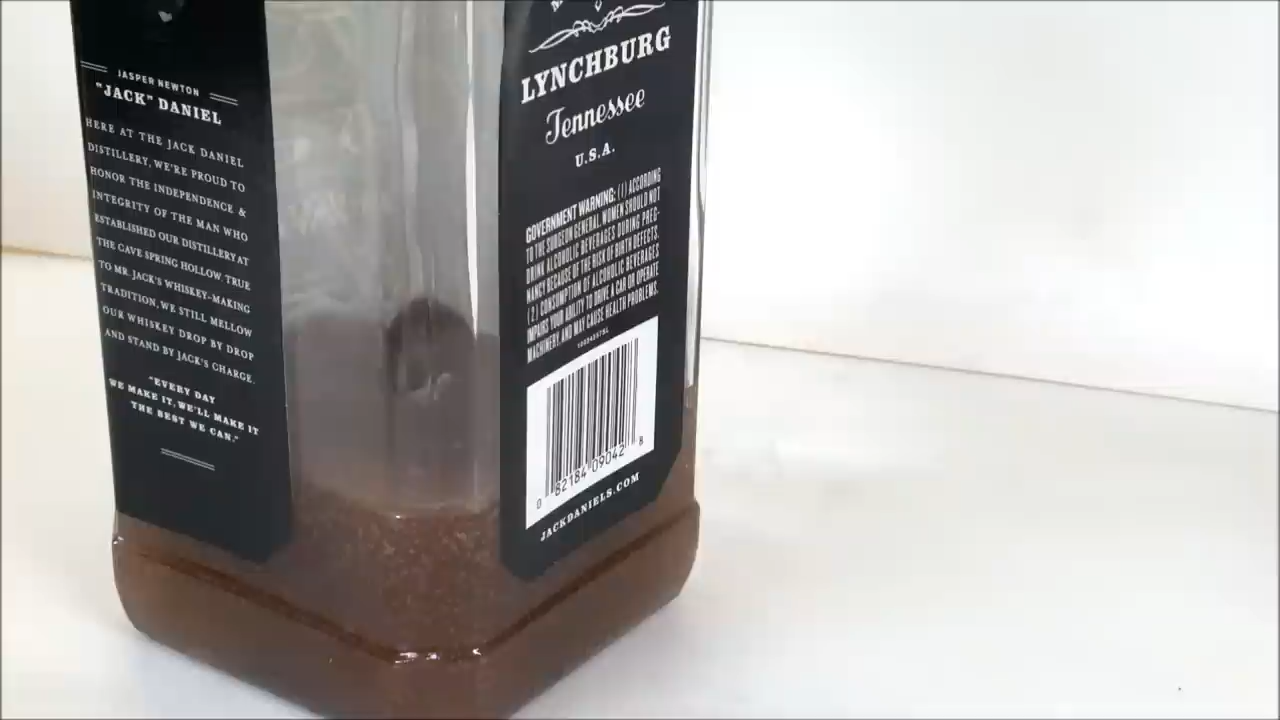 JASPER NEWTON
"JACK" DANIEL
HERE AT THE JACK DANIEL
DISTILLERY, WE'RE PROUD TO
HONOR THE INDEPENDENCE &
INTEGRITY OF THE MAN WHO
ESTABLISHED OUR DISTILLERY AT
THE CAVE SPRING HOLLOW, TRUE
TO MR. JACK'S WHISKEY-MAKING
TRADITION, WE STILL MELLOW
OUR WHISKEY DROP BY DROP
AND STAND BY JACK'S CHARGE.
"EVERY DAY
WE MAKE IT, WE'LL MAKE IT
THE BEST WE CAN."
LYNCHBURG
Tennessee
U.S.A.
GOVERNMENT WARNING: (1) ACCORDING
TO THE SURGEON GENERAL, WOMEN SHOULD NOT
DRINK ALCOHOLIC BEVERAGES DURING PREG-
NANCY BECAUSE OF THE RISK OF BIRTH DEFECTS.
(2) CONSUMPTION OF ALCOHOLIC BEVERAGES
IMPAIRS YOUR ABILITY TO DRIVE A CAR OR OPERATE
MACHINERY, AND MAY CAUSE HEALTH PROBLEMS.
0 82184 09042 8
JACKDANIELS.COM